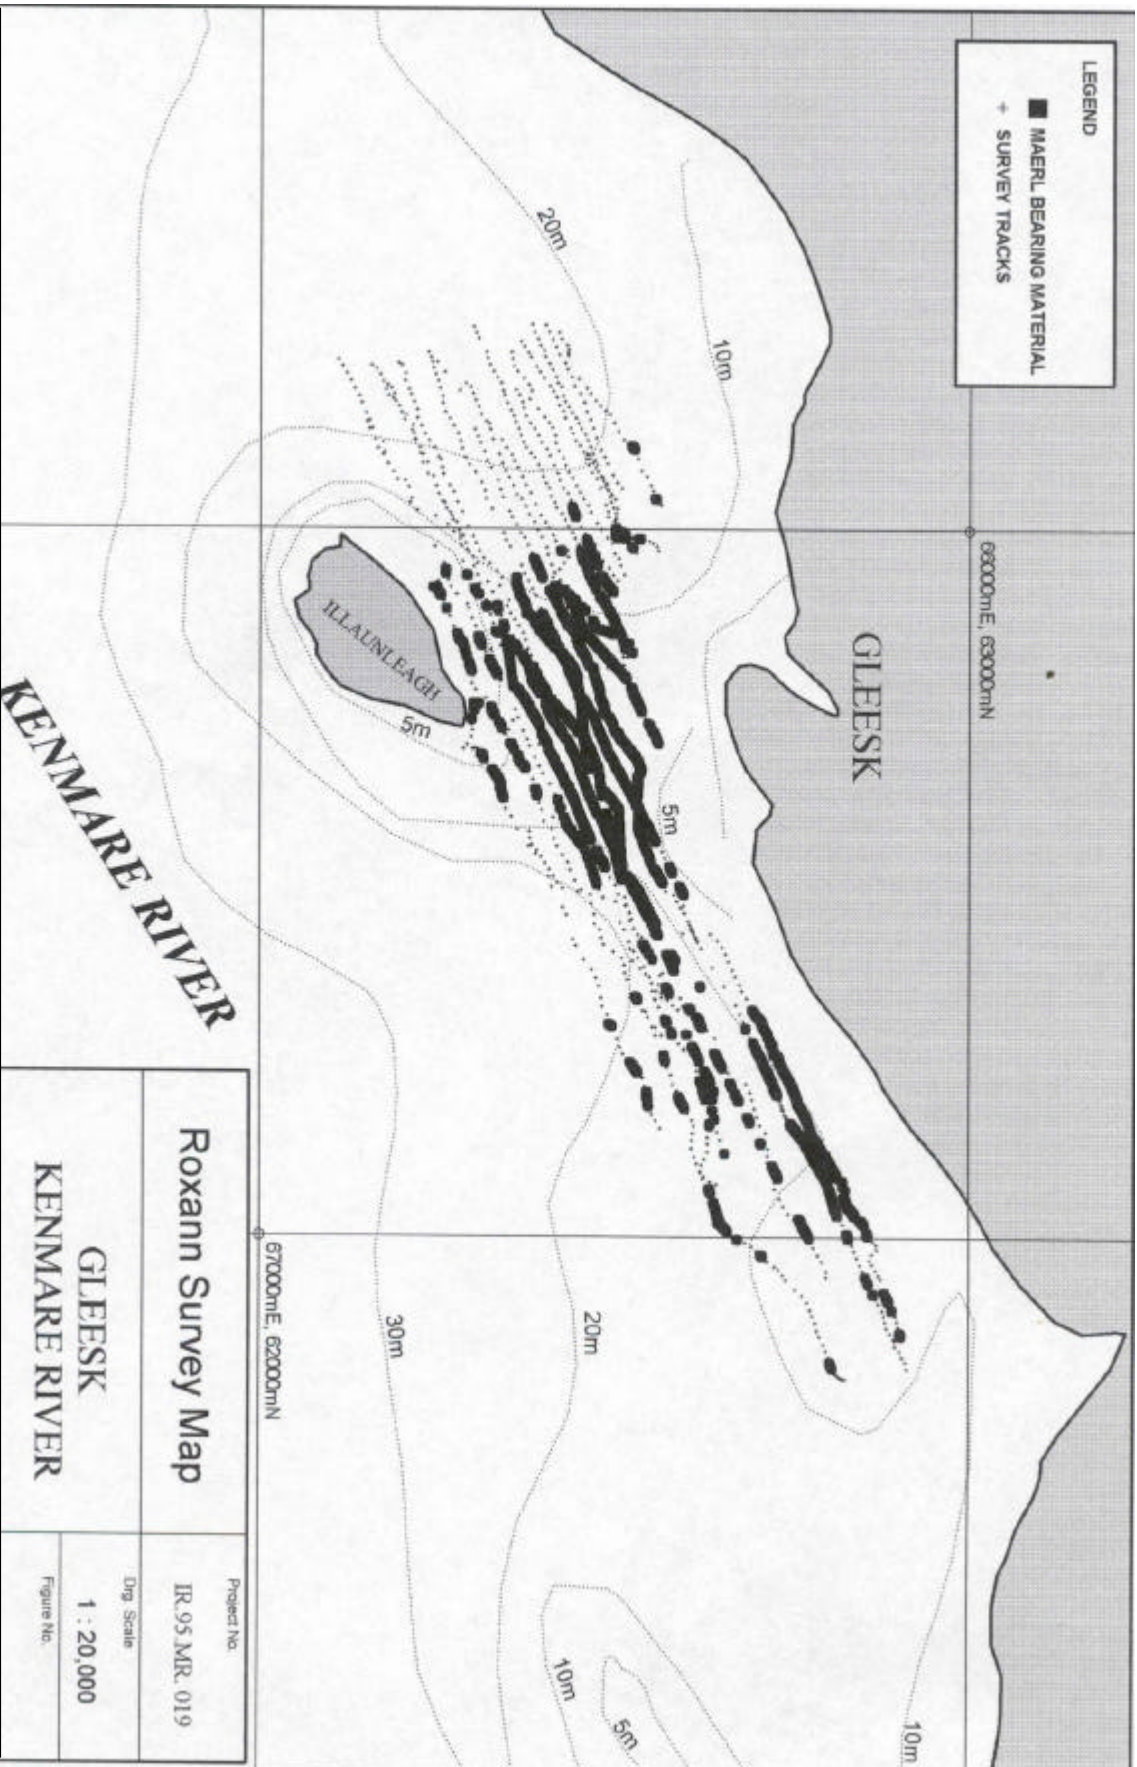 LEGEND
MAERL BEARING MATERIAL
+ SURVEY TRACKS
66000mE, 63000mN
GLEESK
10m
20m
5m
ILLAUNLEAGH
5m
KENMARE RIVER
67000mE, 62000mN
20m
30m
10m
10m
5m
Roxann Survey Map
GLEESK
KENMARE RIVER
Project No.
IR.95.MR. 019
Drg. Scale
1 : 20,000
Figure No.